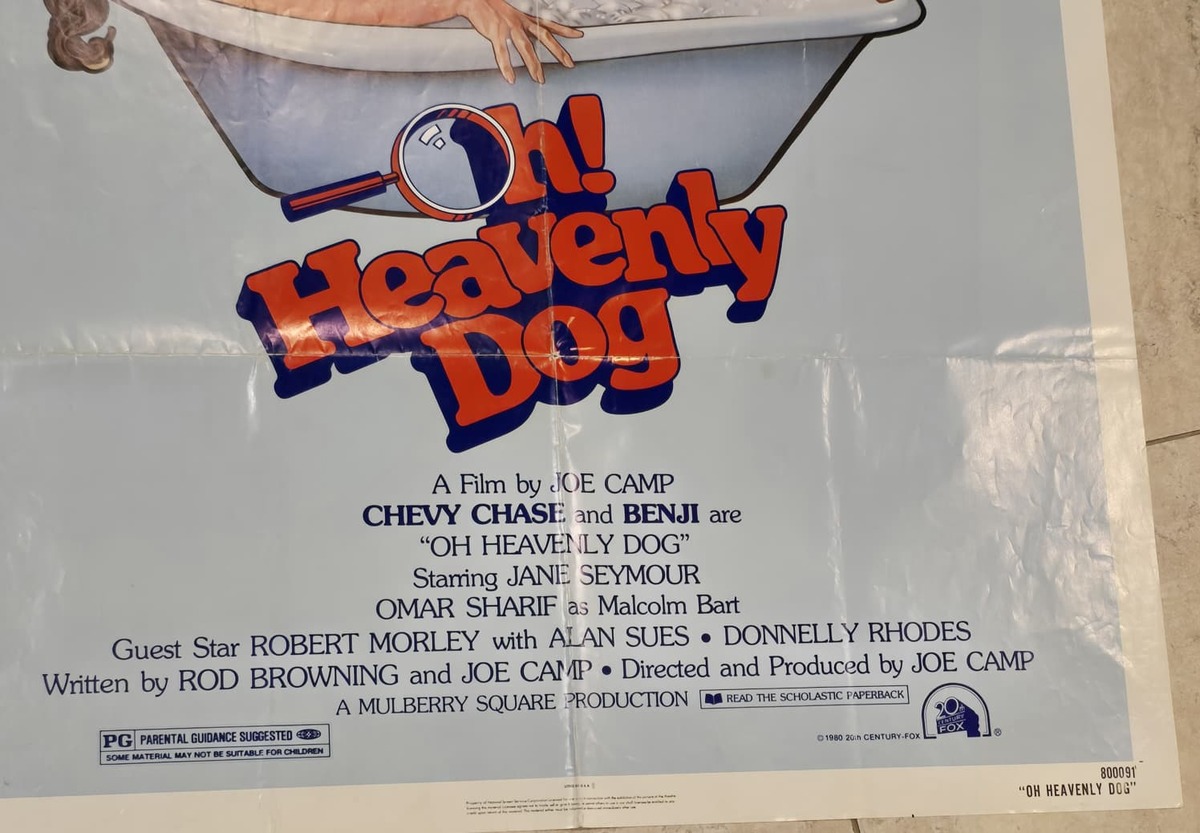 Oh!
Heavenly
Dog
A Film by JOE CAMP
CHEVY CHASE and BENJI are
“OH HEAVENLY DOG”
Starring JANE SEYMOUR
OMAR SHARIF as Malcolm Bart
Guest Star ROBERT MORLEY with ALAN SUES • DONNELLY RHODES
Written by ROD BROWNING and JOE CAMP • Directed and Produced by JOE CAMP
A MULBERRY SQUARE PRODUCTION READ THE SCHOLASTIC PAPERBACK
20th
CENTURY
FOX
®
© 1980 20th CENTURY-FOX
PG PARENTAL GUIDANCE SUGGESTED
SOME MATERIAL MAY NOT BE SUITABLE FOR CHILDREN
800091
"OH HEAVENLY DOG"